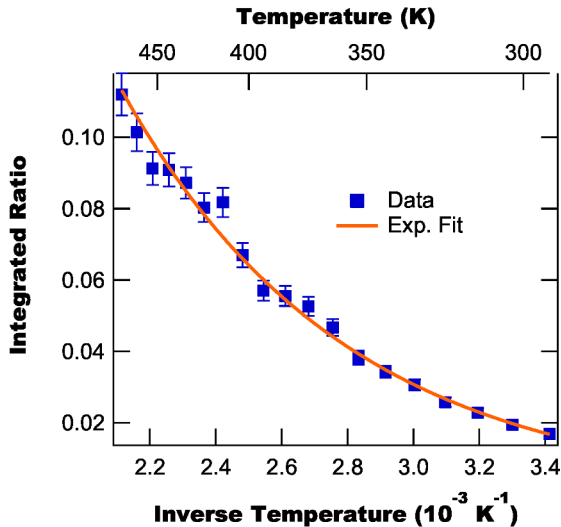 Temperature (K)
450 400 350 300
Integrated Ratio
0.10
0.08
0.06
0.04
0.02
Data
Exp. Fit
2.2 2.4 2.6 2.8 3.0 3.2 3.4
Inverse Temperature (10⁻³ K⁻¹)